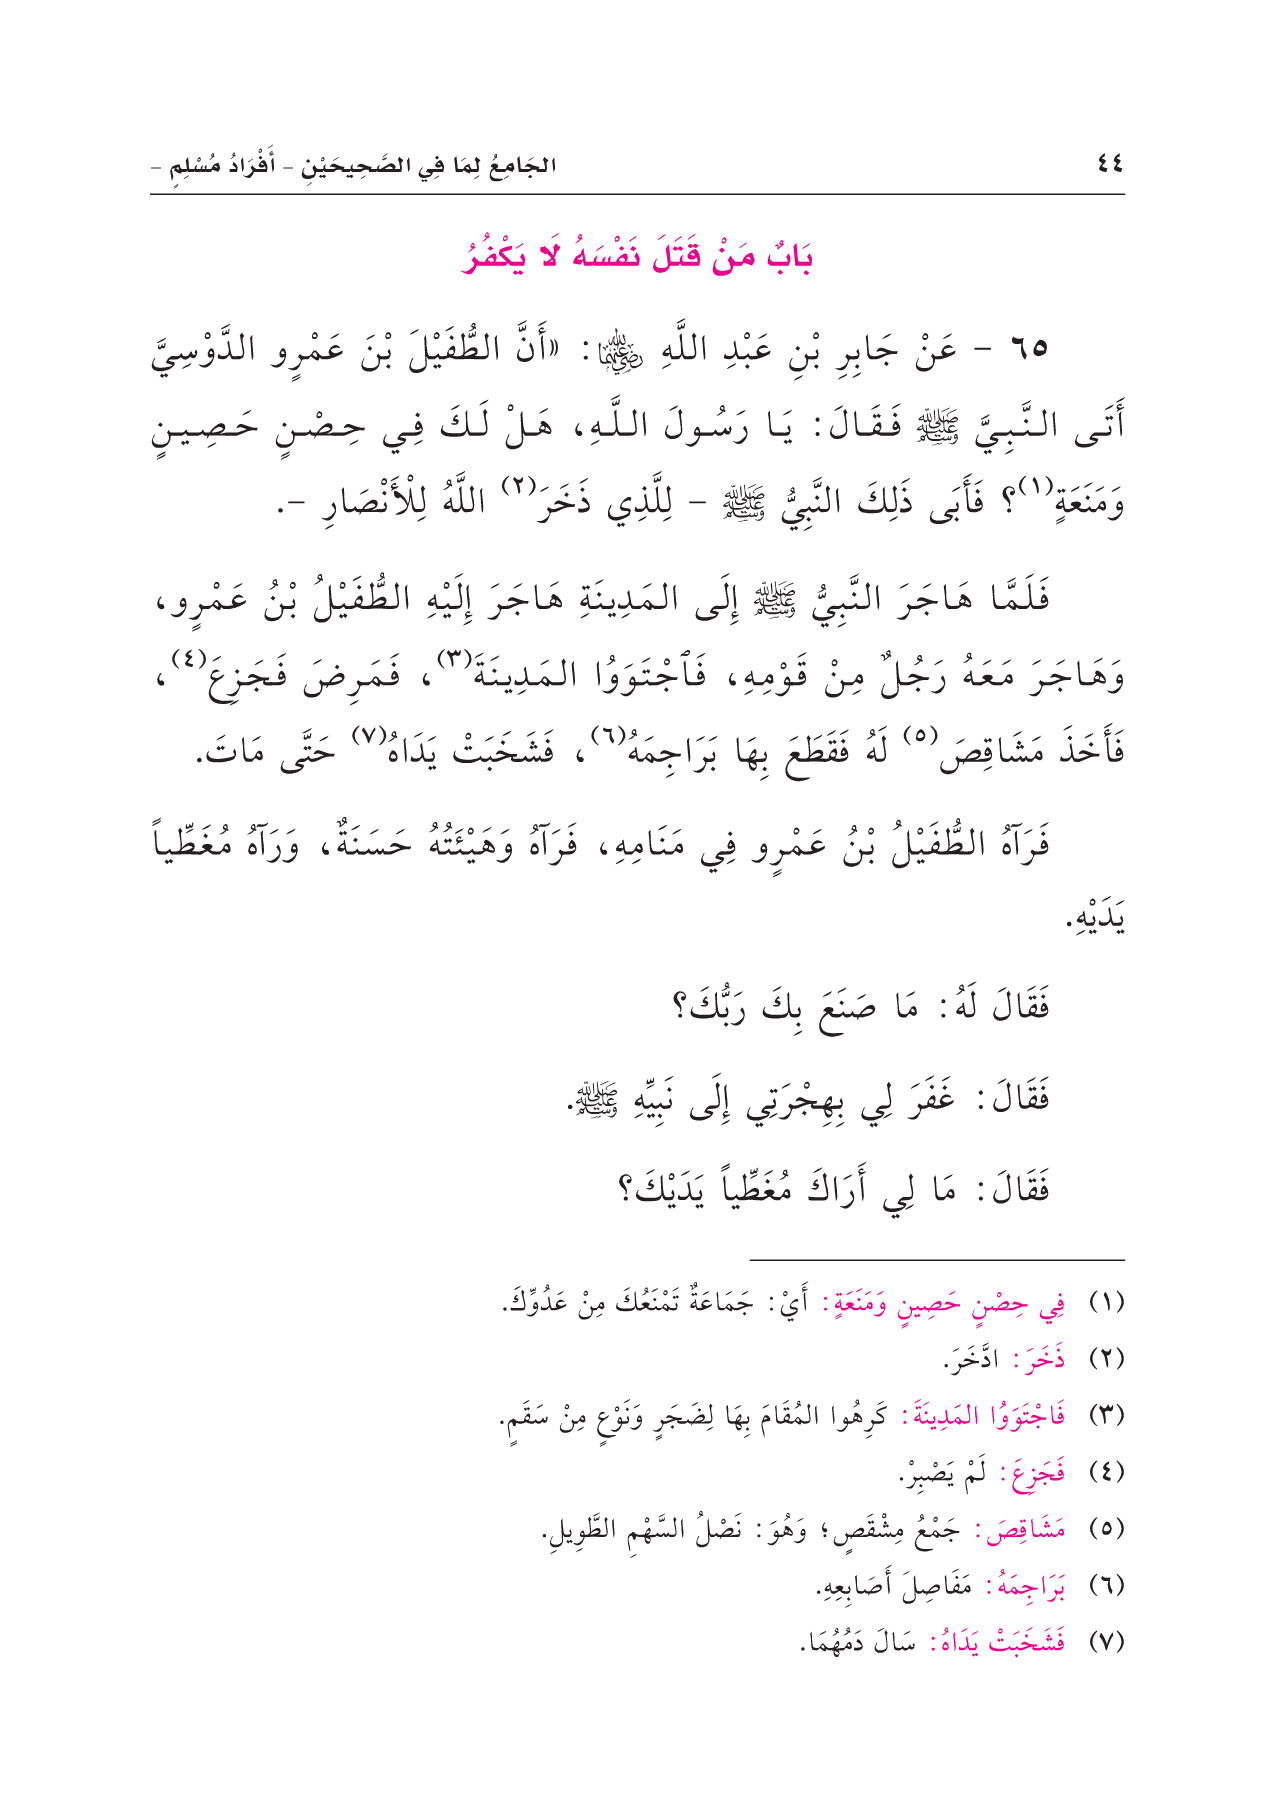 ٤٤ الجَامِعُ لِمَا فِي الصَّحِيحَيْنِ – أَفْرَادُ مُسْلِمٍ –
بَابٌ مَنْ قَتَلَ نَفْسَهُ لَا يَكْفُرُ
٦٥ – عَنْ جَابِرِ بْنِ عَبْدِ اللَّهِ رضي الله عنهما: «أَنَّ الطُّفَيْلَ بْنَ عَمْرٍو الدَّوْسِيَّ
أَتَى النَّبِيَّ ﷺ فَقَالَ: يَا رَسُولَ اللَّهِ، هَلْ لَكَ فِي حِصْنٍ حَصِينٍ
وَمَنَعَةٍ(١)؟ فَأَبَى ذَلِكَ النَّبِيُّ ﷺ – لِلَّذِي ذَخَرَ(٢) اللَّهُ لِلْأَنْصَارِ –.
فَلَمَّا هَاجَرَ النَّبِيُّ ﷺ إِلَى المَدِينَةِ هَاجَرَ إِلَيْهِ الطُّفَيْلُ بْنُ عَمْرٍو،
وَهَاجَرَ مَعَهُ رَجُلٌ مِنْ قَوْمِهِ، فَٱجْتَوَوُا المَدِينَةَ(٣)، فَمَرِضَ فَجَزِعَ(٤)،
فَأَخَذَ مَشَاقِصَ(٥) لَهُ فَقَطَعَ بِهَا بَرَاجِمَهُ(٦)، فَشَخَبَتْ يَدَاهُ(٧) حَتَّى مَاتَ.
فَرَآهُ الطُّفَيْلُ بْنُ عَمْرٍو فِي مَنَامِهِ، فَرَآهُ وَهَيْئَتُهُ حَسَنَةٌ، وَرَآهُ مُغَطِّياً
يَدَيْهِ.
فَقَالَ لَهُ: مَا صَنَعَ بِكَ رَبُّكَ؟
فَقَالَ: غَفَرَ لِي بِهِجْرَتِي إِلَى نَبِيِّهِ ﷺ.
فَقَالَ: مَا لِي أَرَاكَ مُغَطِّياً يَدَيْكَ؟
(١) فِي حِصْنٍ حَصِينٍ وَمَنَعَةٍ: أَيْ: جَمَاعَةٌ تَمْنَعُكَ مِنْ عَدُوِّكَ.
(٢) ذَخَرَ: ادَّخَرَ.
(٣) فَاجْتَوَوُا المَدِينَةَ: كَرِهُوا المُقَامَ بِهَا لِضَجَرٍ وَنَوْعٍ مِنْ سَقَمٍ.
(٤) فَجَزِعَ: لَمْ يَصْبِرْ.
(٥) مَشَاقِصَ: جَمْعُ مِشْقَصٍ؛ وَهُوَ: نَصْلُ السَّهْمِ الطَّوِيلِ.
(٦) بَرَاجِمَهُ: مَفَاصِلَ أَصَابِعِهِ.
(٧) فَشَخَبَتْ يَدَاهُ: سَالَ دَمُهُمَا.